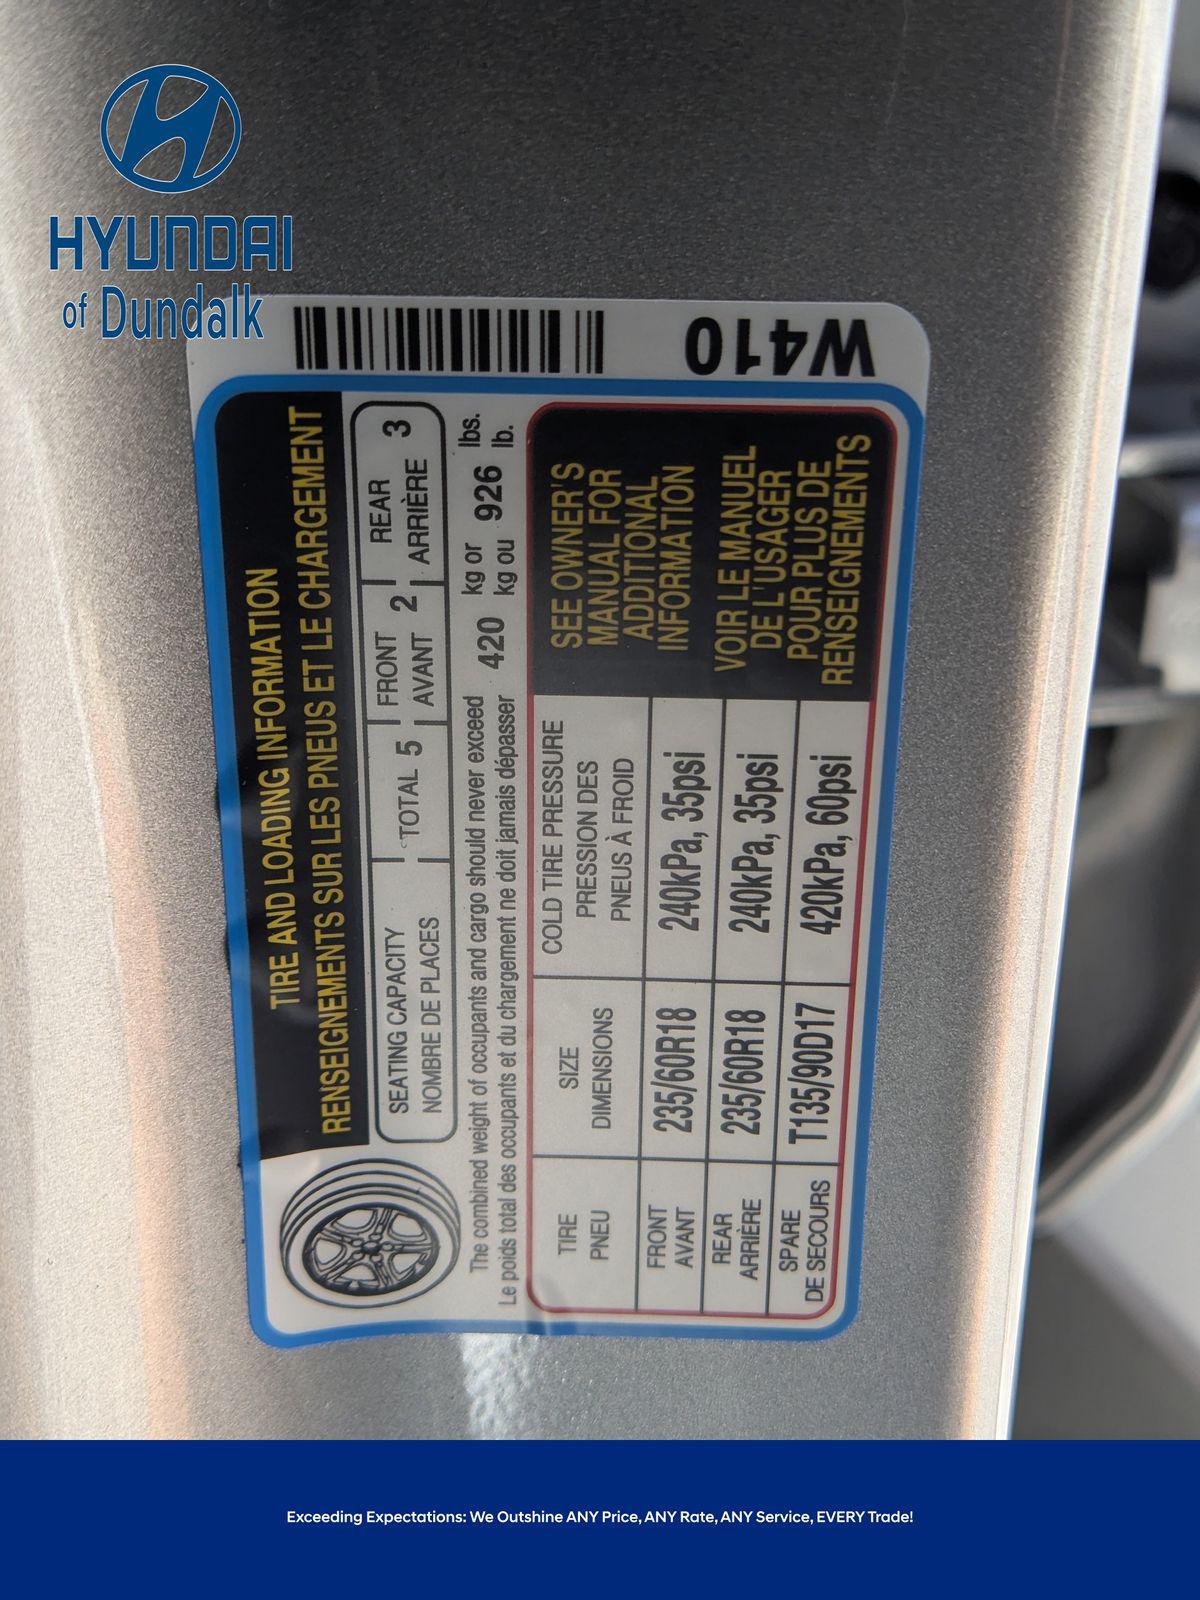 HYUNDAI
of Dundalk
W410
TIRE AND LOADING INFORMATION
RENSEIGNEMENTS SUR LES PNEUS ET LE CHARGEMENT
SEATING CAPACITY
NOMBRE DE PLACES
TOTAL 5
FRONT
AVANT
2
REAR
ARRIÈRE
3
The combined weight of occupants and cargo should never exceed 420 kg or 926 lbs.
Le poids total des occupants et du chargement ne doit jamais dépasser kg ou lb.
TIRE
PNEU
SIZE
DIMENSIONS
COLD TIRE PRESSURE
PRESSION DES
PNEUS À FROID
FRONT
AVANT
235/60R18
240kPa, 35psi
REAR
ARRIÈRE
235/60R18
240kPa, 35psi
SPARE
DE SECOURS
T135/90D17
420kPa, 60psi
SEE OWNER'S
MANUAL FOR
ADDITIONAL
INFORMATION
VOIR LE MANUEL
DE L'USAGER
POUR PLUS DE
RENSEIGNEMENTS
Exceeding Expectations: We Outshine ANY Price, ANY Rate, ANY Service, EVERY Trade!